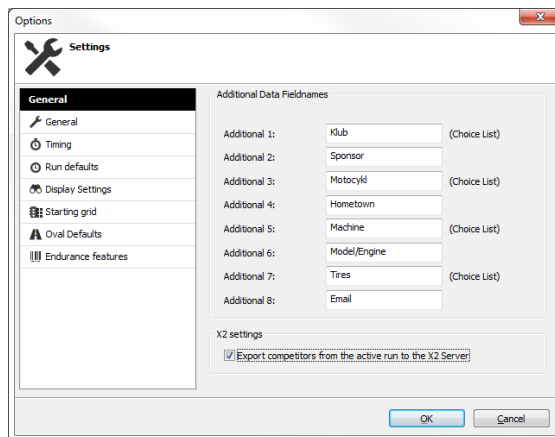 Options
Settings
General
General
Timing
Run defaults
Display Settings
Starting grid
Oval Defaults
Endurance features
Additional Data Fieldnames
Additional 1: Klub (Choice List)
Additional 2: Sponsor
Additional 3: Motocykl (Choice List)
Additional 4: Hometown
Additional 5: Machine (Choice List)
Additional 6: Model/Engine
Additional 7: Tires (Choice List)
Additional 8: Email
X2 settings
Export competitors from the active run to the X2 Server
OK Cancel